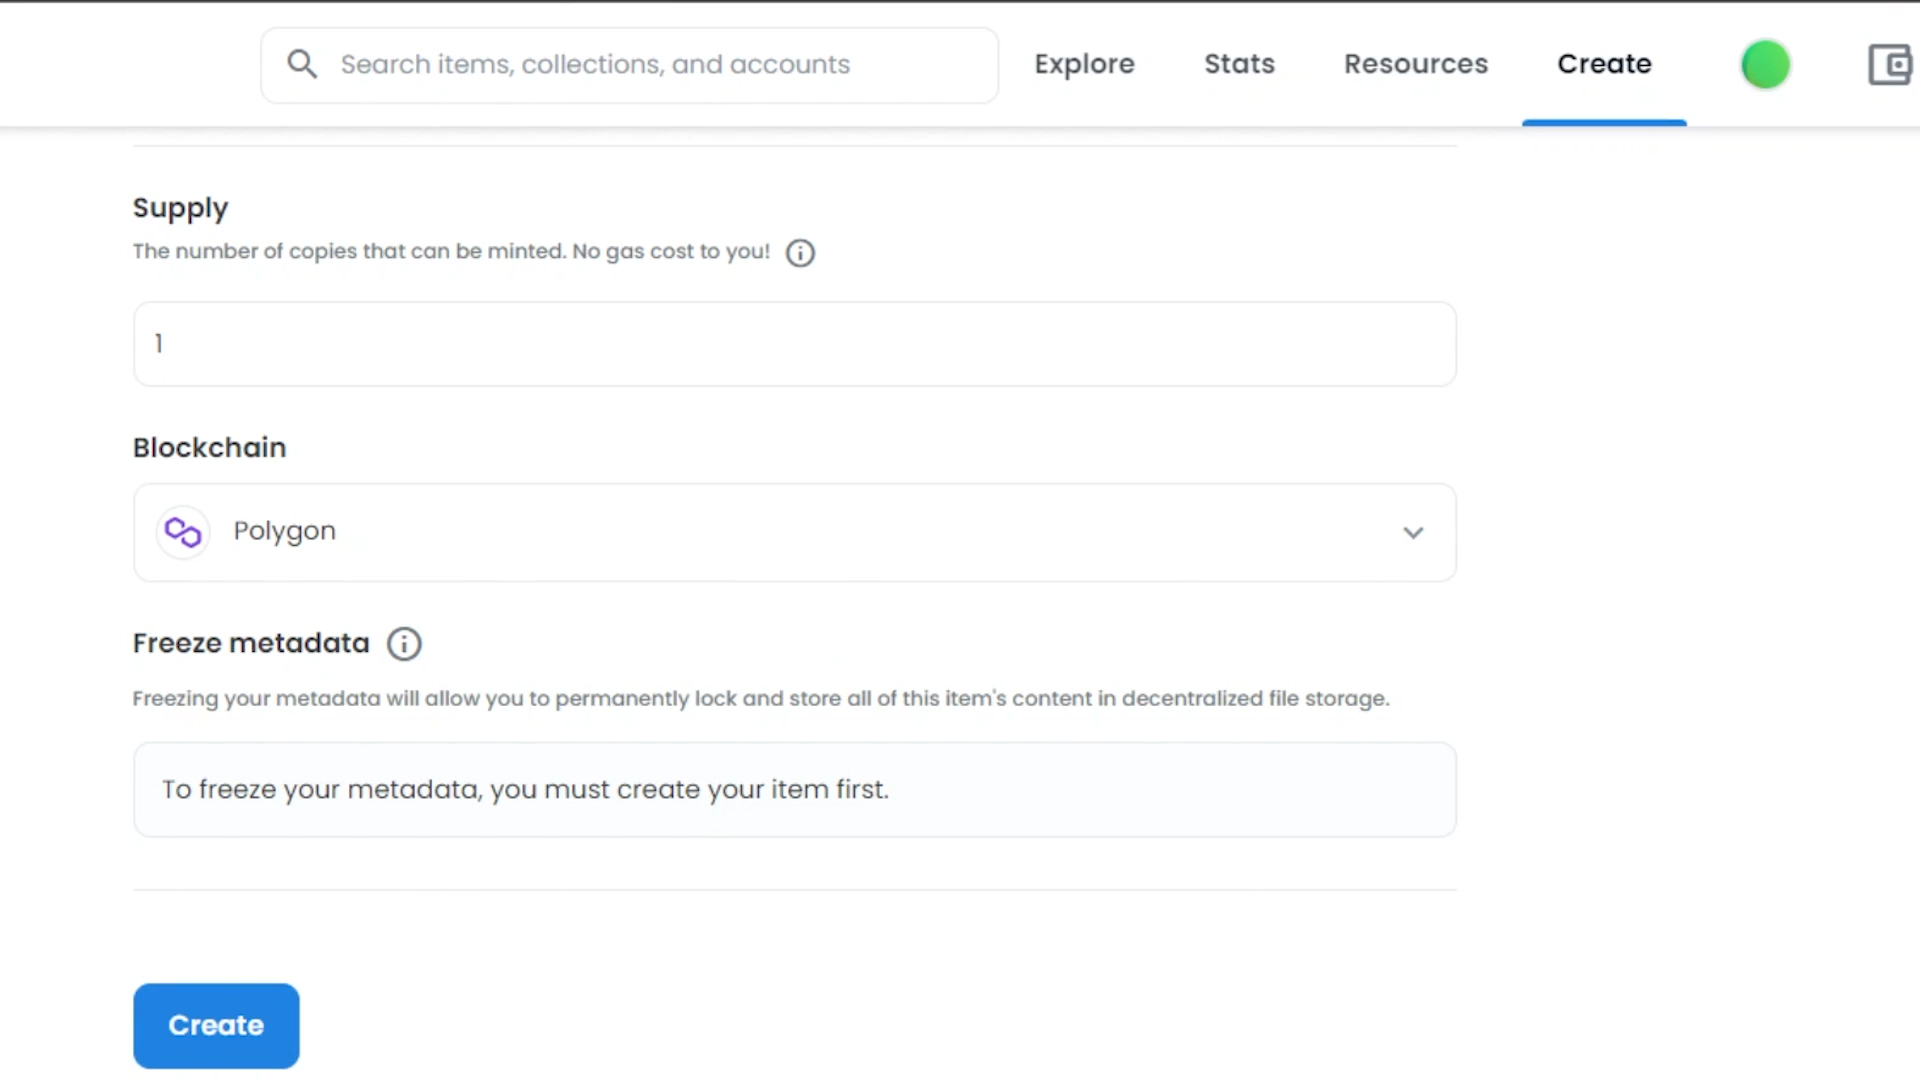 Search items, collections, and accounts
Explore
Stats
Resources
Create
Supply
The number of copies that can be minted. No gas cost to you!
1
Blockchain
Polygon
Freeze metadata
Freezing your metadata will allow you to permanently lock and store all of this item's content in decentralized file storage.
To freeze your metadata, you must create your item first.
Create